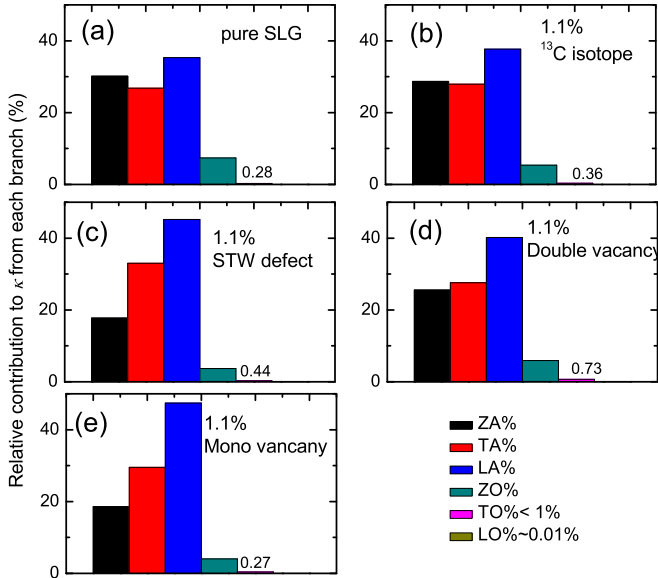 Relative contribution to κ from each branch (%)
(a)
pure SLG
40
20
0
0.28
(b)
1.1%
¹³C isotope
40
20
0
0.36
(c)
1.1%
STW defect
40
20
0
0.44
(d)
1.1%
Double vacancy
40
20
0
0.73
(e)
1.1%
Mono vancany
40
20
0
0.27
ZA%
TA%
LA%
ZO%
TO%< 1%
LO%~0.01%